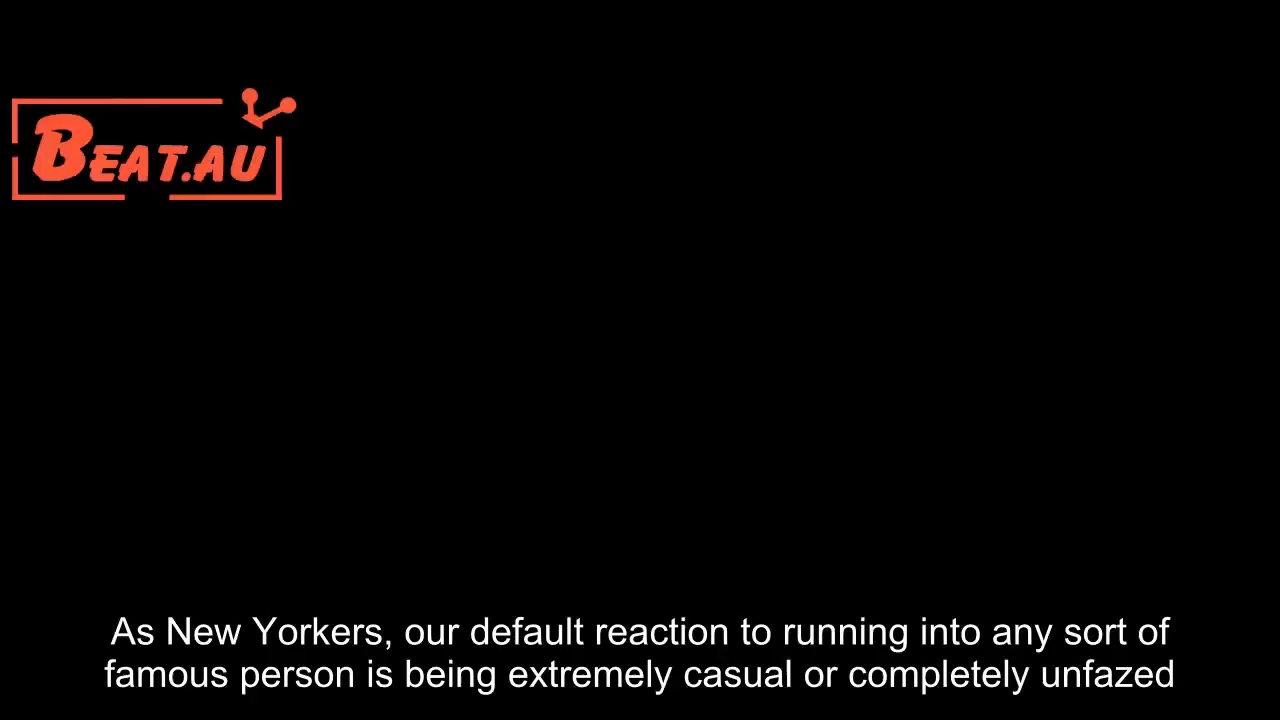 BEAT.AU
As New Yorkers, our default reaction to running into any sort of
famous person is being extremely casual or completely unfazed